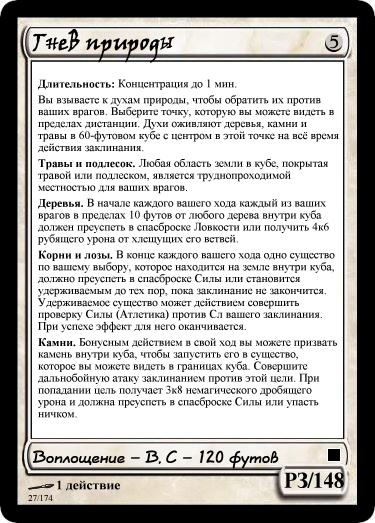 Гнев природы
5
Длительность: Концентрация до 1 мин.
Вы взываете к духам природы, чтобы обратить их против
ваших врагов. Выберите точку, которую вы можете видеть в
пределах дистанции. Духи оживляют деревья, камни и
травы в 60-футовом кубе с центром в этой точке на всё время
действия заклинания.
Травы и подлесок. Любая область земли в кубе, покрытая
травой или подлеском, является труднопроходимой
местностью для ваших врагов.
Деревья. В начале каждого вашего хода каждый из ваших
врагов в пределах 10 футов от любого дерева внутри куба
должен преуспеть в спасброске Ловкости или получить 4к6
рубящего урона от хлещущих его ветвей.
Корни и лозы. В конце каждого вашего хода одно существо
по вашему выбору, которое находится на земле внутри куба,
должно преуспеть в спасброске Силы или становится
удерживаемым до тех пор, пока заклинание не закончится.
Удерживаемое существо может действием совершить
проверку Силы (Атлетика) против Сл вашего заклинания.
При успехе эффект для него оканчивается.
Камни. Бонусным действием в свой ход вы можете призвать
камень внутри куба, чтобы запустить его в существо,
которое вы можете видеть в границах куба. Совершите
дальнобойную атаку заклинанием против этой цели. При
попадании цель получает 3к8 немагического дробящего
урона и должна преуспеть в спасброске Силы или упасть
ничком.
Воплощение – В, С – 120 футов
РЗ/148
1 действие
27/174